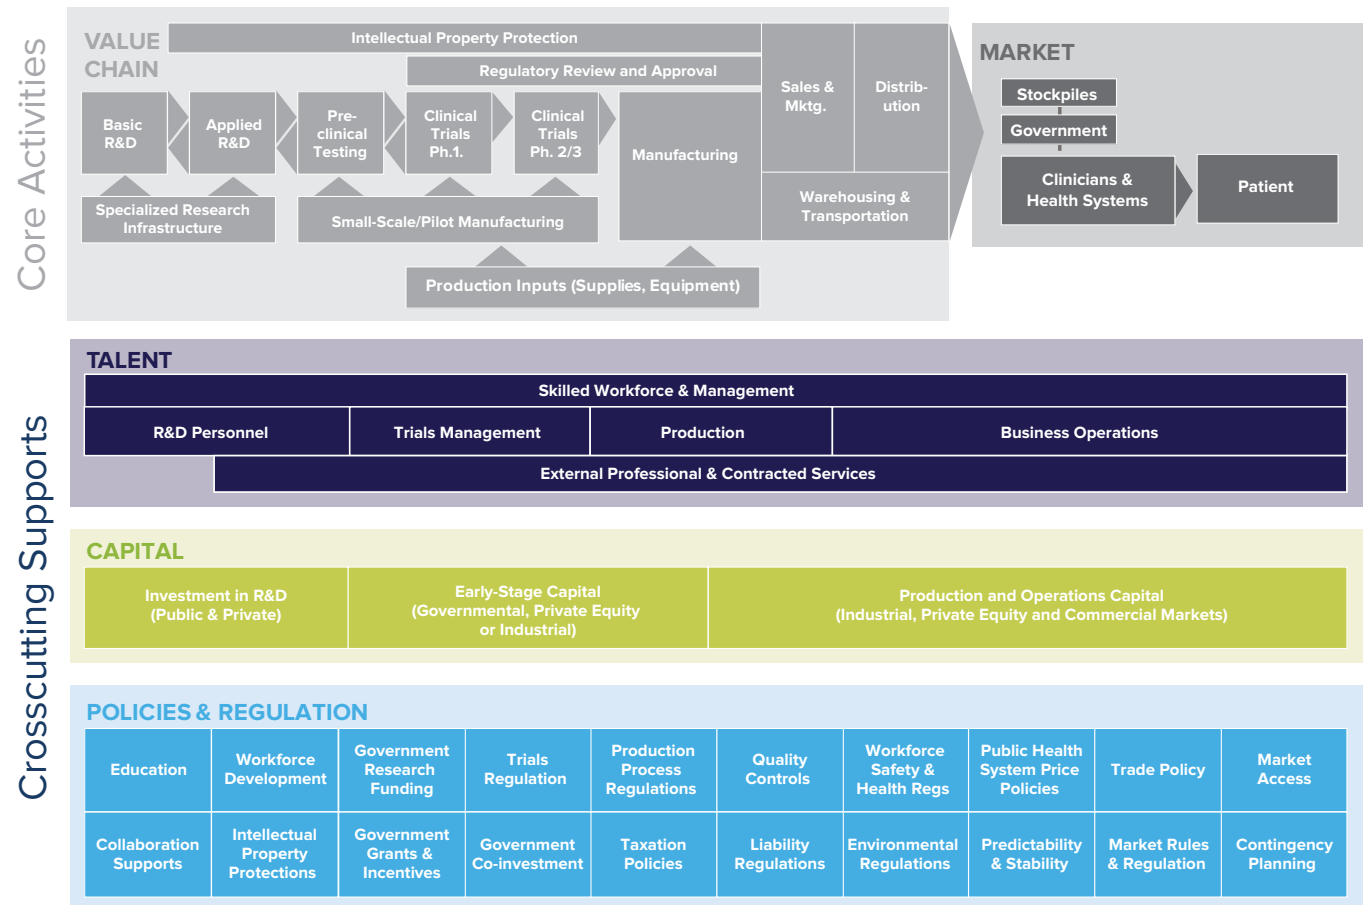 Core Activities
VALUE
CHAIN
Intellectual Property Protection
Regulatory Review and Approval
Basic
R&D
Applied
R&D
Pre-
clinical
Testing
Clinical
Trials
Ph.1.
Clinical
Trials
Ph. 2/3
Manufacturing
Sales &
Mktg.
Distrib-
ution
Warehousing &
Transportation
Specialized Research
Infrastructure
Small-Scale/Pilot Manufacturing
Production Inputs (Supplies, Equipment)
MARKET
Stockpiles
Government
Clinicians &
Health Systems
Patient
Crosscutting Supports
TALENT
Skilled Workforce & Management
R&D Personnel
Trials Management
Production
Business Operations
External Professional & Contracted Services
CAPITAL
Investment in R&D
(Public & Private)
Early-Stage Capital
(Governmental, Private Equity
or Industrial)
Production and Operations Capital
(Industrial, Private Equity and Commercial Markets)
POLICIES & REGULATION
Education
Workforce
Development
Government
Research
Funding
Trials
Regulation
Production
Process
Regulations
Quality
Controls
Workforce
Safety &
Health Regs
Public Health
System Price
Policies
Trade Policy
Market
Access
Collaboration
Supports
Intellectual
Property
Protections
Government
Grants &
Incentives
Government
Co-investment
Taxation
Policies
Liability
Regulations
Environmental
Regulations
Predictability
& Stability
Market Rules
& Regulation
Contingency
Planning